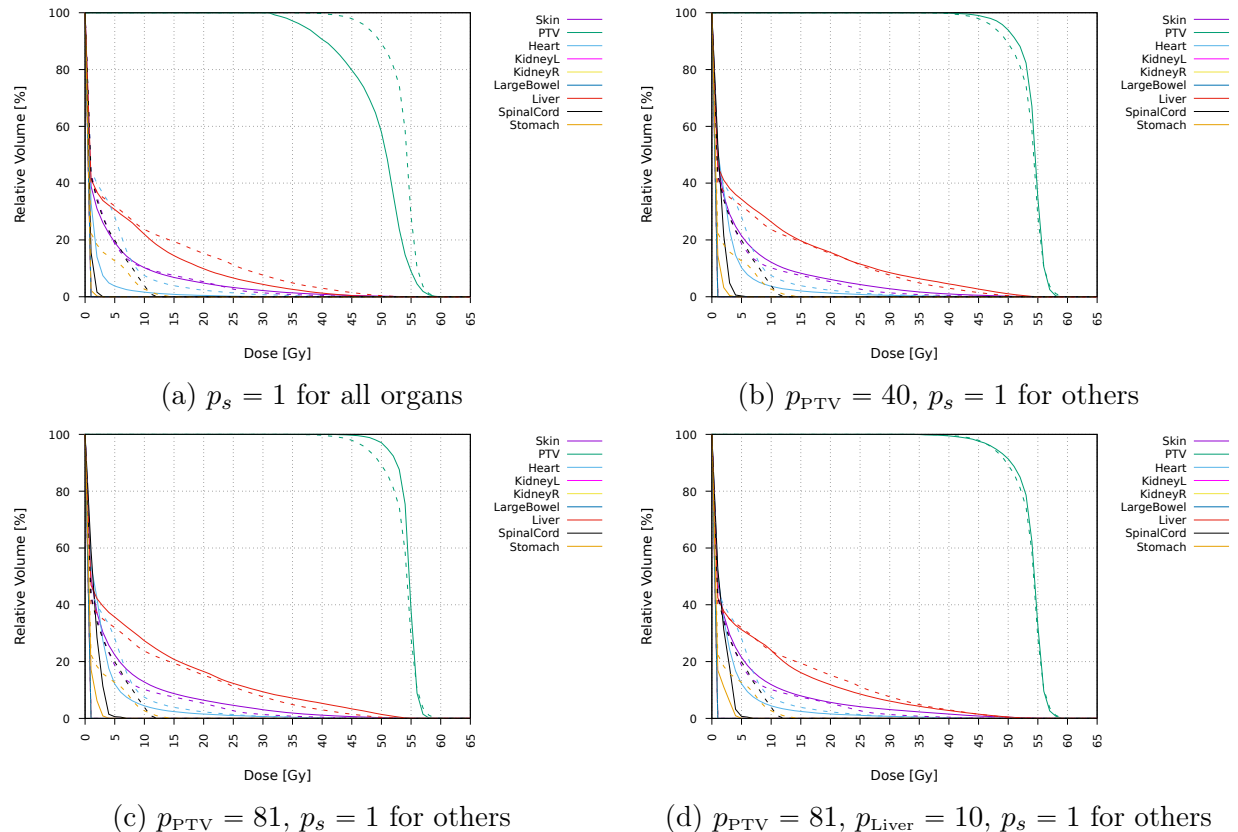 Relative Volume [%]
100
80
60
40
20
0
0 5 10 15 20 25 30 35 40 45 50 55 60 65
Dose [Gy]
Skin
PTV
Heart
KidneyL
KidneyR
LargeBowel
Liver
SpinalCord
Stomach
(a) pₛ = 1 for all organs
Relative Volume [%]
100
80
60
40
20
0
0 5 10 15 20 25 30 35 40 45 50 55 60 65
Dose [Gy]
Skin
PTV
Heart
KidneyL
KidneyR
LargeBowel
Liver
SpinalCord
Stomach
(b) p_PTV = 40, pₛ = 1 for others
Relative Volume [%]
100
80
60
40
20
0
0 5 10 15 20 25 30 35 40 45 50 55 60 65
Dose [Gy]
Skin
PTV
Heart
KidneyL
KidneyR
LargeBowel
Liver
SpinalCord
Stomach
(c) p_PTV = 81, pₛ = 1 for others
Relative Volume [%]
100
80
60
40
20
0
0 5 10 15 20 25 30 35 40 45 50 55 60 65
Dose [Gy]
Skin
PTV
Heart
KidneyL
KidneyR
LargeBowel
Liver
SpinalCord
Stomach
(d) p_PTV = 81, p_Liver = 10, pₛ = 1 for others